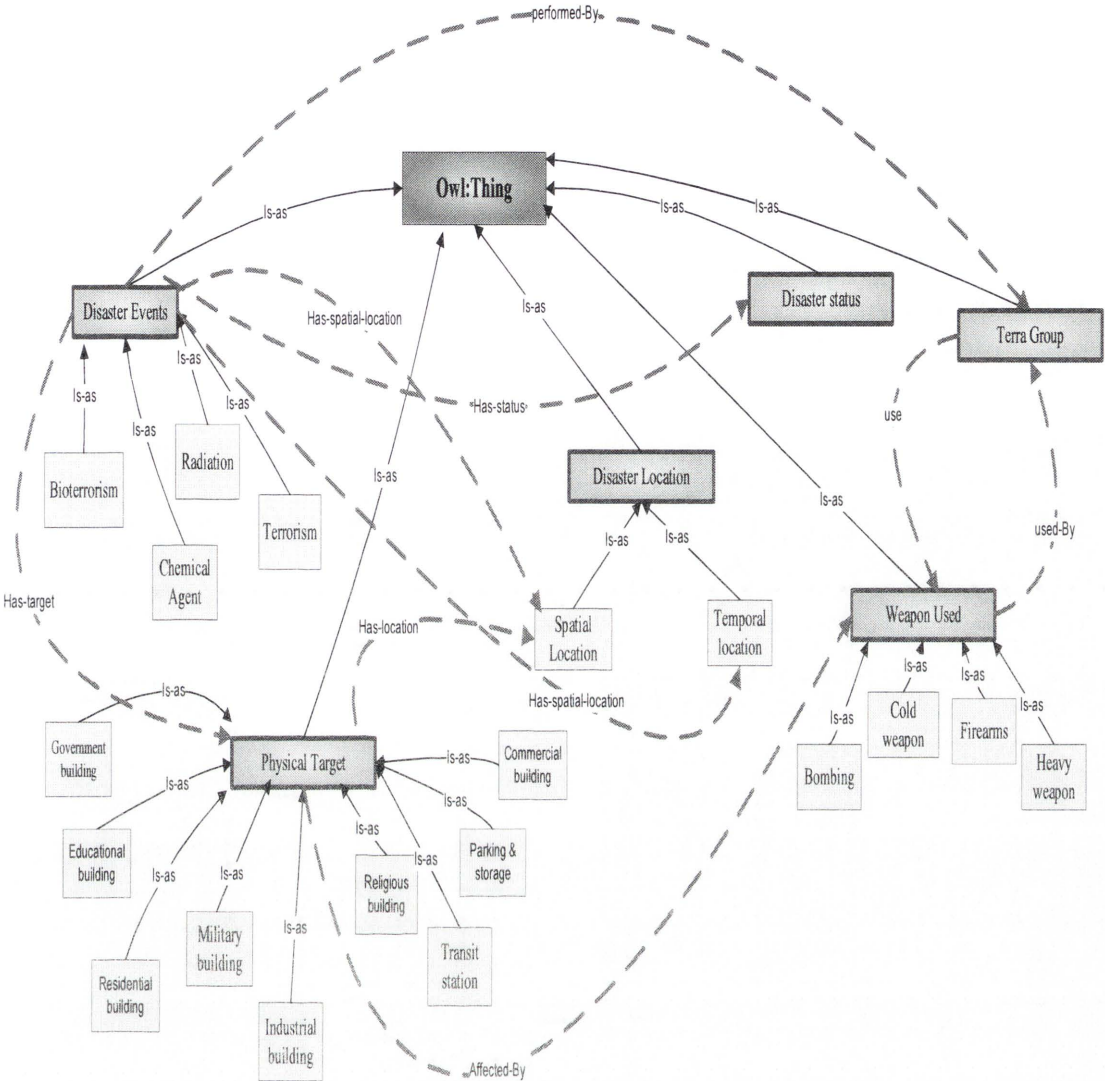 performed-By
Owl:Thing
Is-as
Is-as
Is-as
Disaster Events
Has-spatial-location
Is-as
Disaster status
Terra Group
Is-as
Is-as
Is-as
Is-as
Has-status
use
Bioterrorism
Radiation
Terrorism
Chemical
Agent
Is-as
Disaster Location
Is-as
Is-as
Is-as
used-By
Has-target
Has-location
Spatial
Location
Temporal
location
Weapon Used
Has-spatial-location
Is-as
Is-as
Is-as
Is-as
Is-as
Bombing
Cold
weapon
Firearms
Heavy
weapon
Government
building
Physical Target
Is-as
Commercial
building
Is-as
Is-as
Educational
building
Is-as
Is-as
Is-as
Is-as
Parking &
storage
Religious
building
Residential
building
Military
building
Is-as
Transit
station
Industrial
building
Affected-By